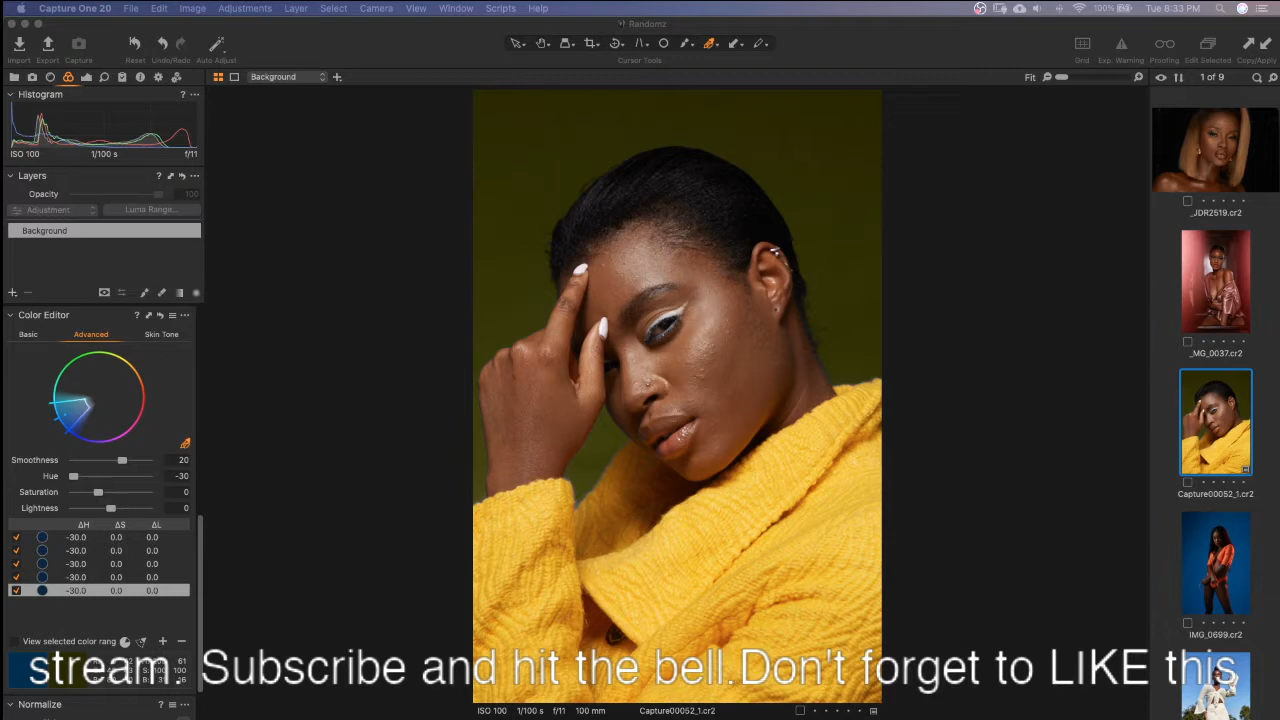 Capture One 20 File Edit Image Adjustments Layer Select Camera View Window Scripts Help 100% Tue 8:33 PM
Randomz
Import Export Capture Reset Undo/Redo Auto Adjust Cursor Tools Grid Exp. Warning Proofing Edit Selected Copy/Apply
Background Fit 1 of 9
Histogram ?
ISO 100 1/100 s f/11
Layers ?
Opacity 100
Adjustment Luma Range...
Background
Color Editor ?
Basic Advanced Skin Tone
Smoothness 20
Hue -30
Saturation 0
Lightness 0
ΔH ΔS ΔL
-30.0 0.0 0.0
-30.0 0.0 0.0
-30.0 0.0 0.0
-30.0 0.0 0.0
-30.0 0.0 0.0
View selected color rang
stream. Subscribe and hit the bell.Don't forget to LIKE this
Normalize ?
ISO 100 1/100 s f/11 100 mm Capture00052_1.cr2
_JDR2519.cr2
_MG_0037.cr2
Capture00052_1.cr2
IMG_0699.cr2